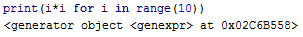 print(i*i for i in range(10))
<generator object <genexpr> at 0x02C6B558>